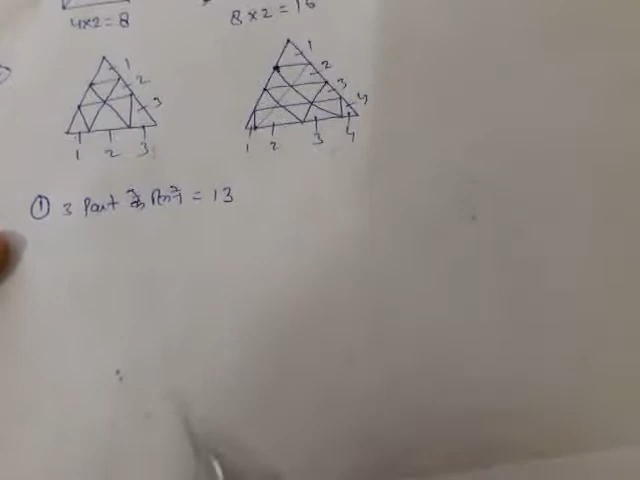 4x2=8
8x2=16
1
2
3
1 2 3
1
2
3
4
1 2 3 4
① 3 Part = 13